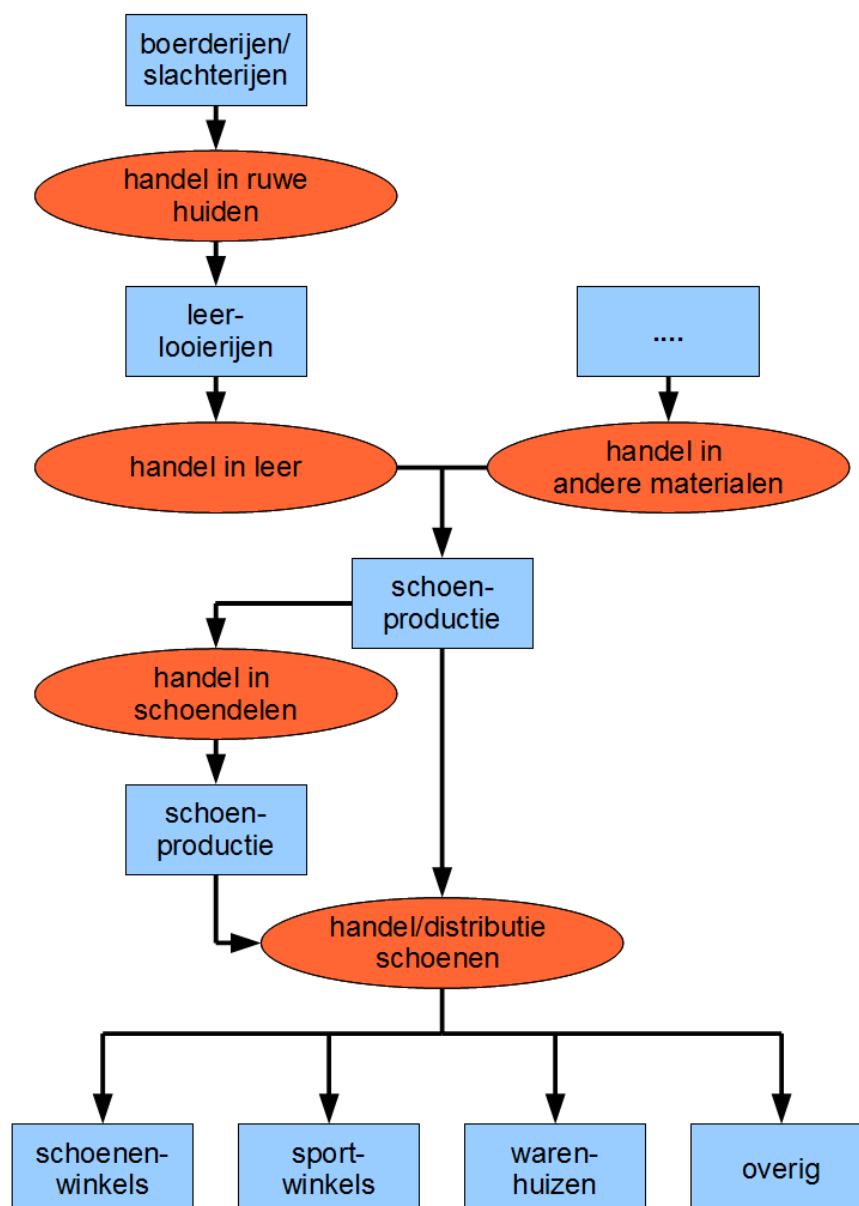 boerderijen/
slachterijen
handel in ruwe
huiden
leer-
looierijen
....
handel in leer
handel in
andere materialen
schoen-
productie
handel in
schoendelen
schoen-
productie
handel/distributie
schoenen
schoenen-
winkels
sport-
winkels
waren-
huizen
overig